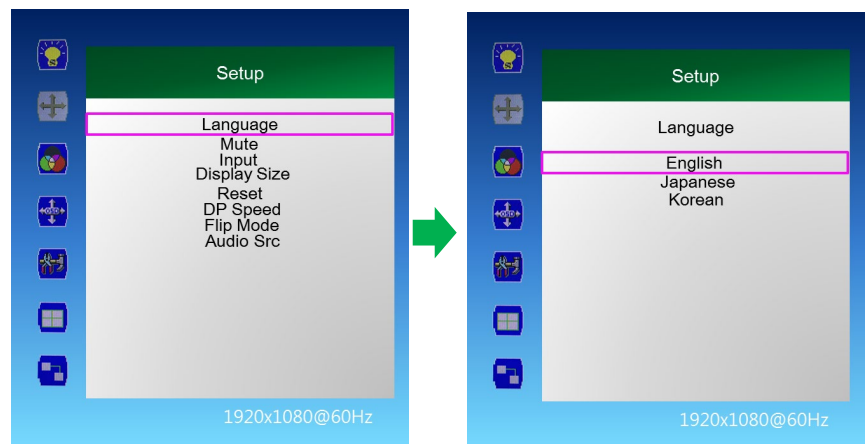 Setup
Language
Mute
Input
Display Size
Reset
DP Speed
Flip Mode
Audio Src
1920x1080@60Hz
Setup
Language
English
Japanese
Korean
1920x1080@60Hz